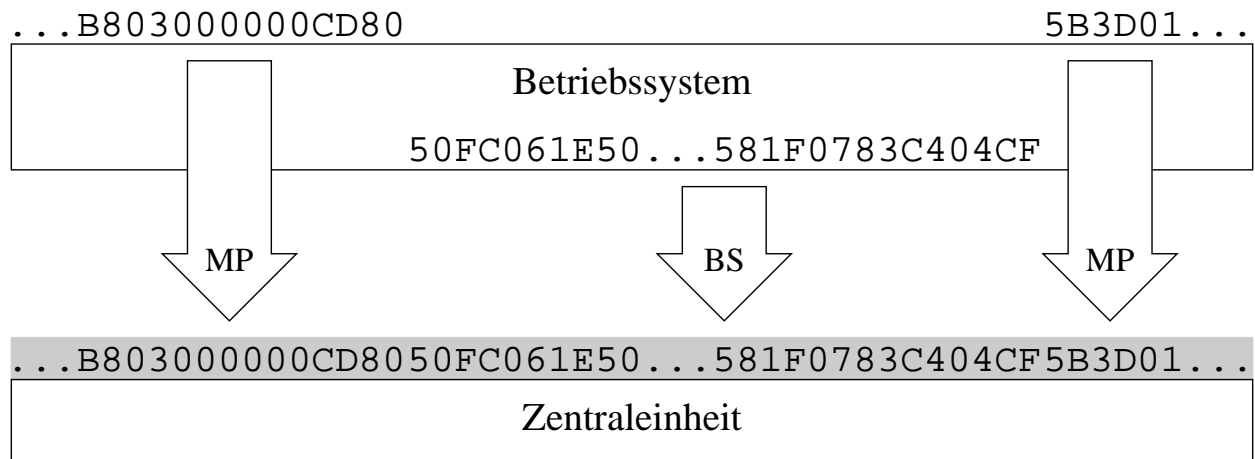 ...B803000000CD80 5B3D01...
Betriebssystem
50FC061E50...581F0783C404CF
MP BS MP
...B803000000CD8050FC061E50...581F0783C404CF5B3D01...
Zentraleinheit